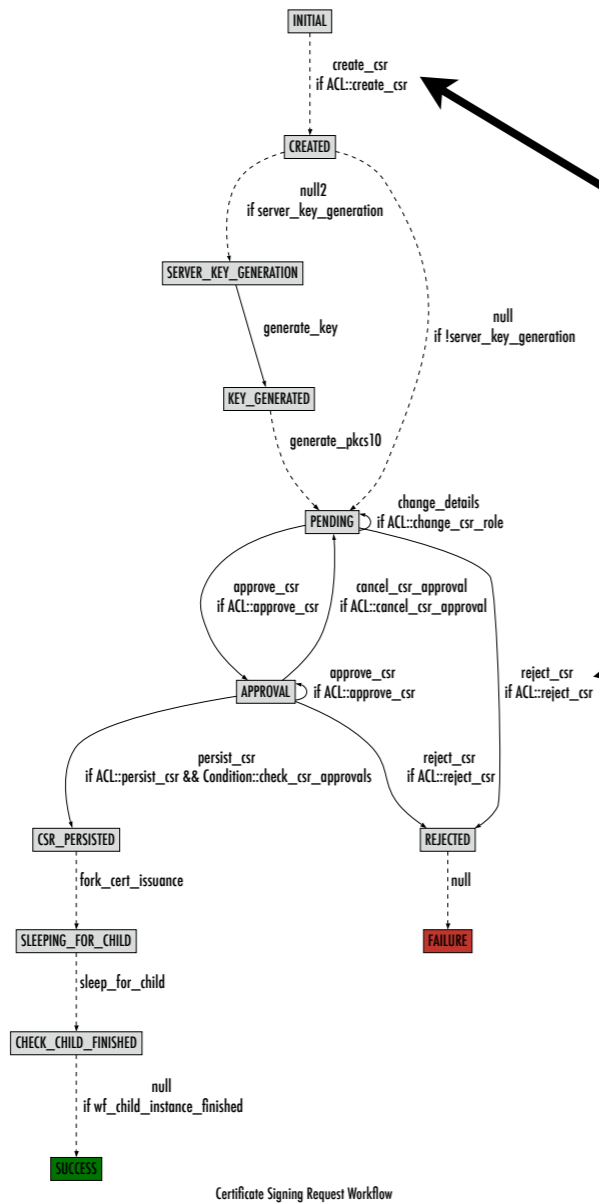 INITIAL
create_csr
if ACL::create_csr
CREATED
null2
if server_key_generation
SERVER_KEY_GENERATION
null
if !server_key_generation
generate_key
KEY_GENERATED
generate_pkcs10
PENDING
change_details
if ACL::change_csr_role
approve_csr
if ACL::approve_csr
cancel_csr_approval
if ACL::cancel_csr_approval
APPROVAL
approve_csr
if ACL::approve_csr
reject_csr
if ACL::reject_csr
persist_csr
if ACL::persist_csr && Condition::check_csr_approvals
reject_csr
if ACL::reject_csr
CSR_PERSISTED
REJECTED
fork_cert_issuance
null
SLEEPING_FOR_CHILD
FAILURE
sleep_for_child
CHECK_CHILD_FINISHED
null
if wf_child_instance_finished
SUCCESS
Certificate Signing Request Workflow